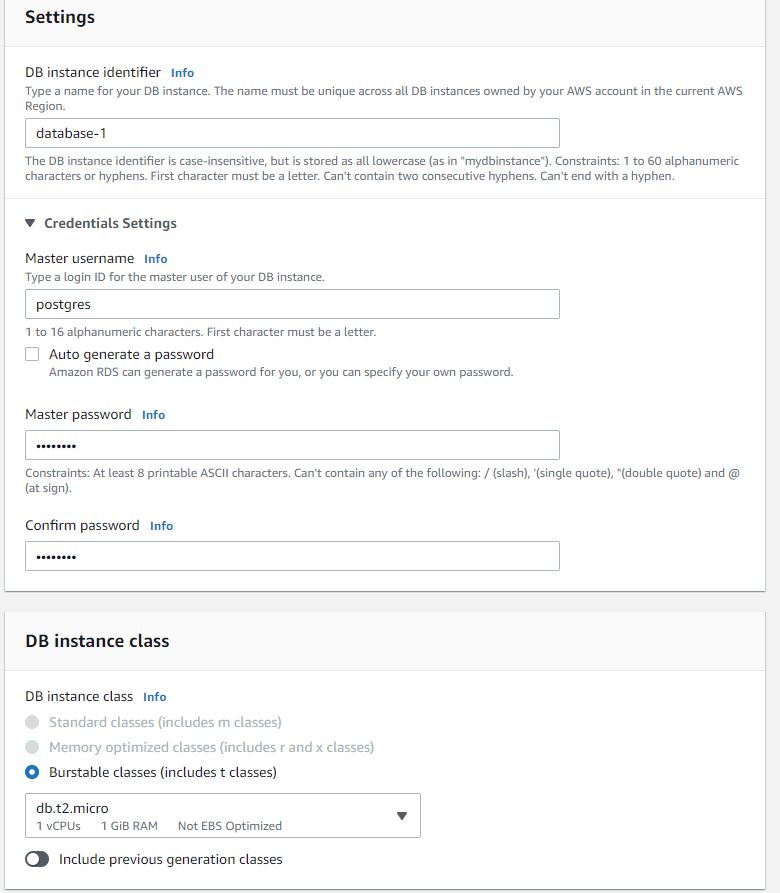 Settings
DB instance identifier Info
Type a name for your DB instance. The name must be unique across all DB instances owned by your AWS account in the current AWS
Region.
database-1
The DB instance identifier is case-insensitive, but is stored as all lowercase (as in "mydbinstance"). Constraints: 1 to 60 alphanumeric
characters or hyphens. First character must be a letter. Can't contain two consecutive hyphens. Can't end with a hyphen.
Credentials Settings
Master username Info
Type a login ID for the master user of your DB instance.
postgres
1 to 16 alphanumeric characters. First character must be a letter.
Auto generate a password
Amazon RDS can generate a password for you, or you can specify your own password.
Master password Info
••••••••
Constraints: At least 8 printable ASCII characters. Can't contain any of the following: / (slash), '(single quote), "(double quote) and @
(at sign).
Confirm password Info
••••••••
DB instance class
DB instance class Info
Standard classes (includes m classes)
Memory optimized classes (includes r and x classes)
Burstable classes (includes t classes)
db.t2.micro
1 vCPUs 1 GiB RAM Not EBS Optimized
Include previous generation classes